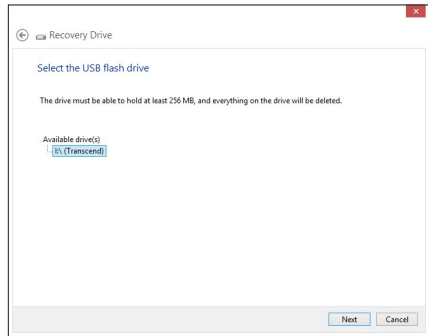 Recovery Drive
Select the USB flash drive
The drive must be able to hold at least 256 MB, and everything on the drive will be deleted.
Available drive(s)
I:\ (Transcend)
Next Cancel